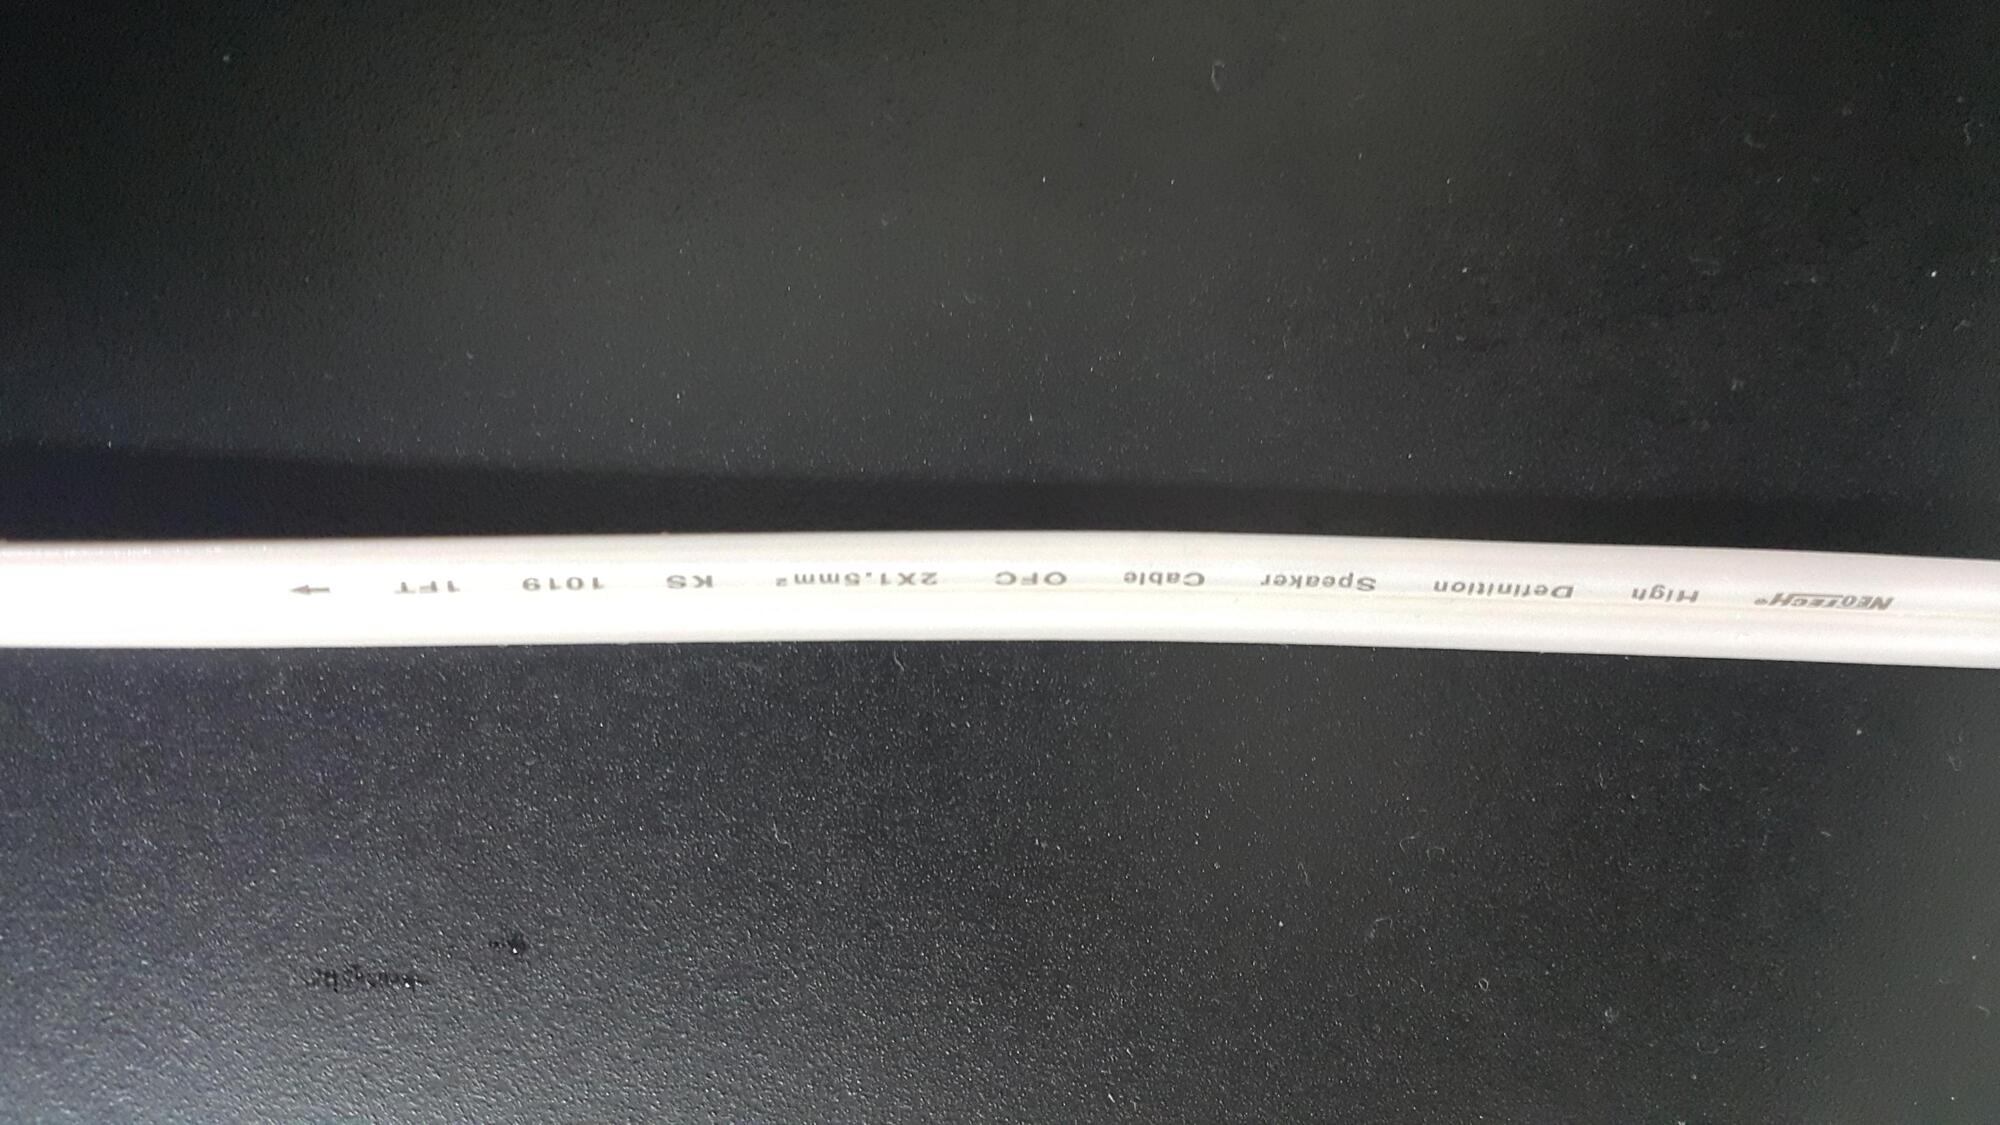 NEOTECH® High Definition Speaker Cable OFC 2X1.5mm² KS 1019 1FT →